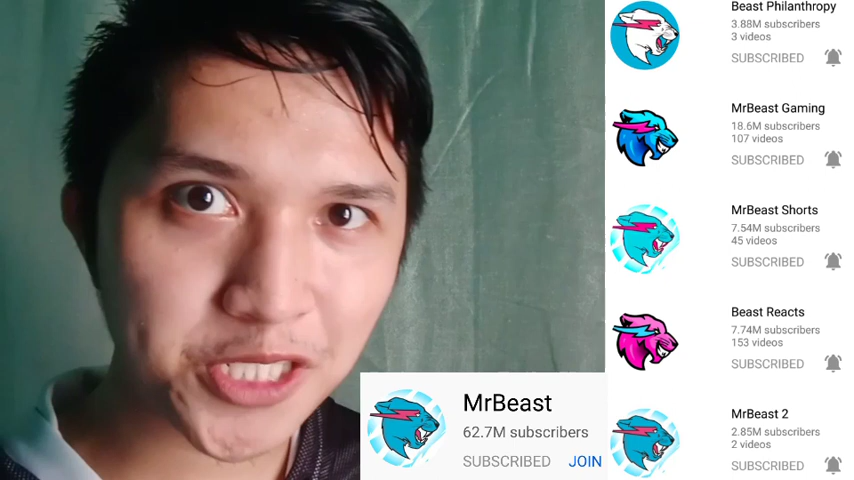 Beast Philanthropy
3.88M subscribers
3 videos
SUBSCRIBED
MrBeast Gaming
18.6M subscribers
107 videos
SUBSCRIBED
MrBeast Shorts
7.54M subscribers
45 videos
SUBSCRIBED
Beast Reacts
7.74M subscribers
153 videos
SUBSCRIBED
MrBeast 2
2.85M subscribers
2 videos
SUBSCRIBED
MrBeast
62.7M subscribers
SUBSCRIBED JOIN